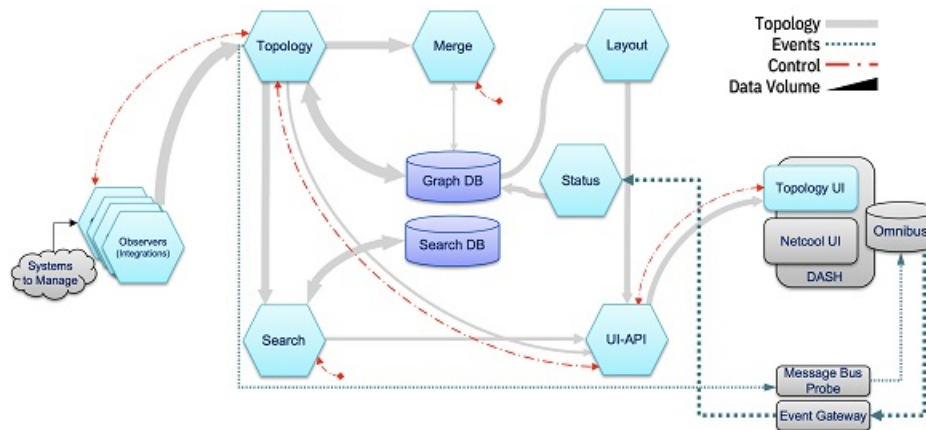 Topology
Merge
Layout
Topology
Events
Control
Data Volume
Graph DB
Status
Topology UI
Observers
(Integrations)
Search DB
Netcool UI
Omnibus
Systems
to Manage
DASH
Search
UI-API
Message Bus
Probe
Event Gateway